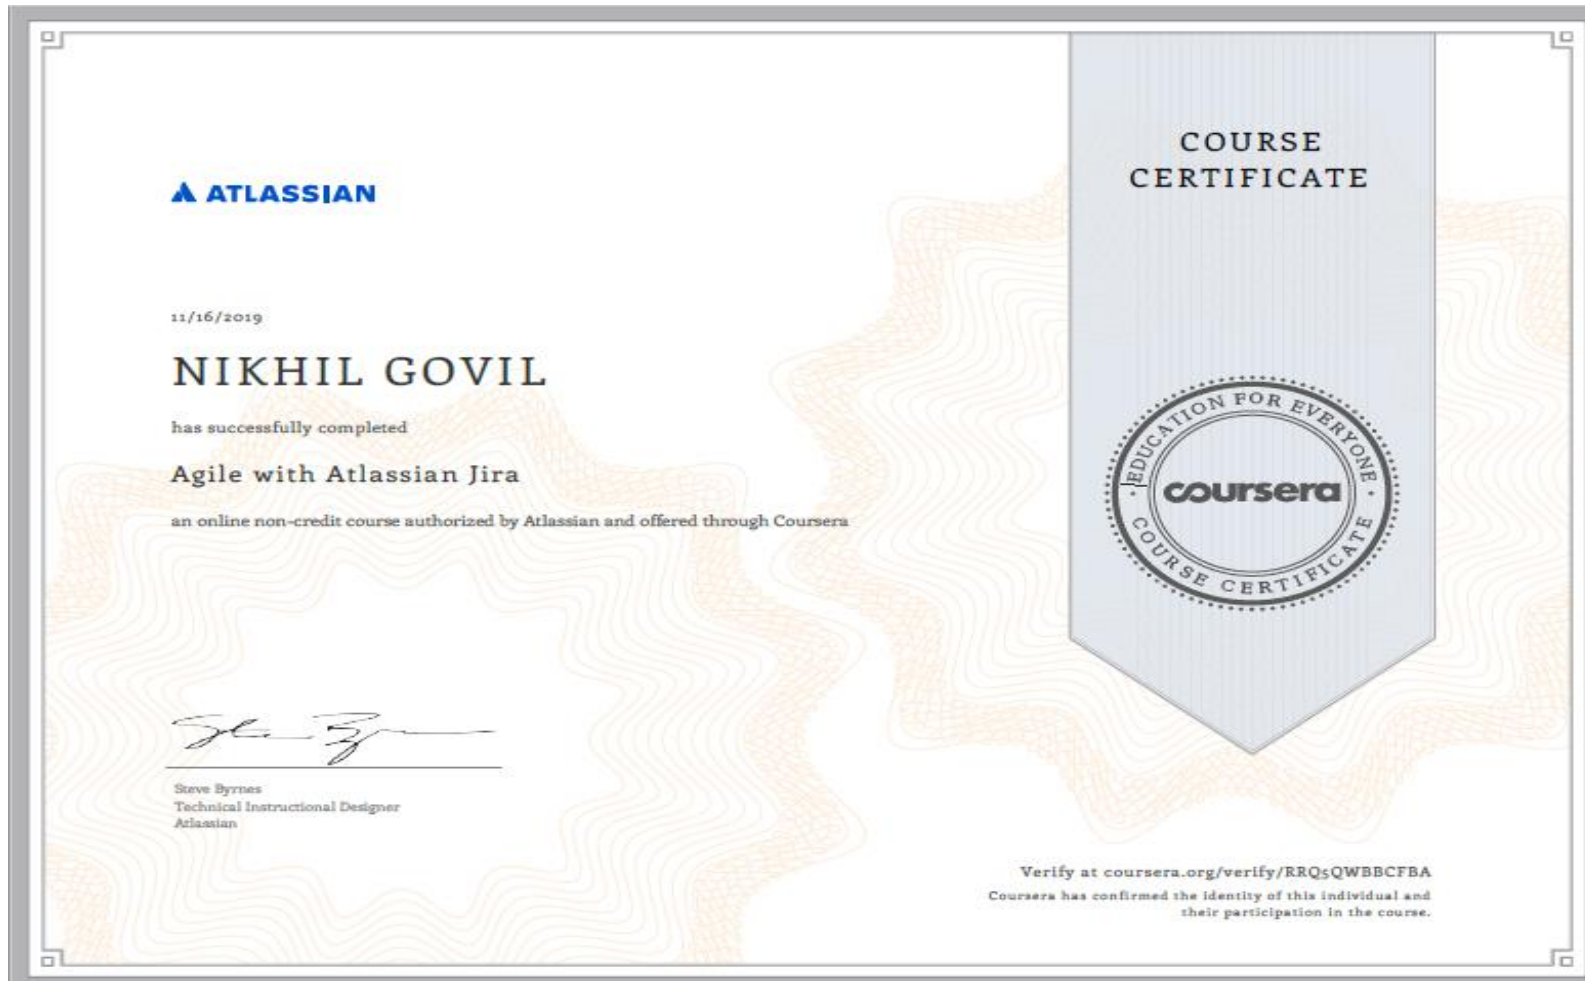 COURSE
CERTIFICATE
ATLASSIAN
11/16/2019
NIKHIL GOVIL
has successfully completed
Agile with Atlassian Jira
an online non-credit course authorized by Atlassian and offered through Coursera
EDUCATION FOR EVERYONE
coursera
COURSE CERTIFICATE
Steve Byrnes
Technical Instructional Designer
Atlassian
Verify at coursera.org/verify/RRQ5QWBBCFBA
Coursera has confirmed the identity of this individual and
their participation in the course.